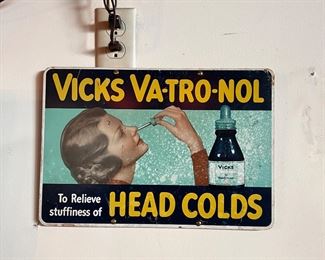 VICKS VA-TRO-NOL
VICKS
To Relieve
stuffiness of
HEAD COLDS